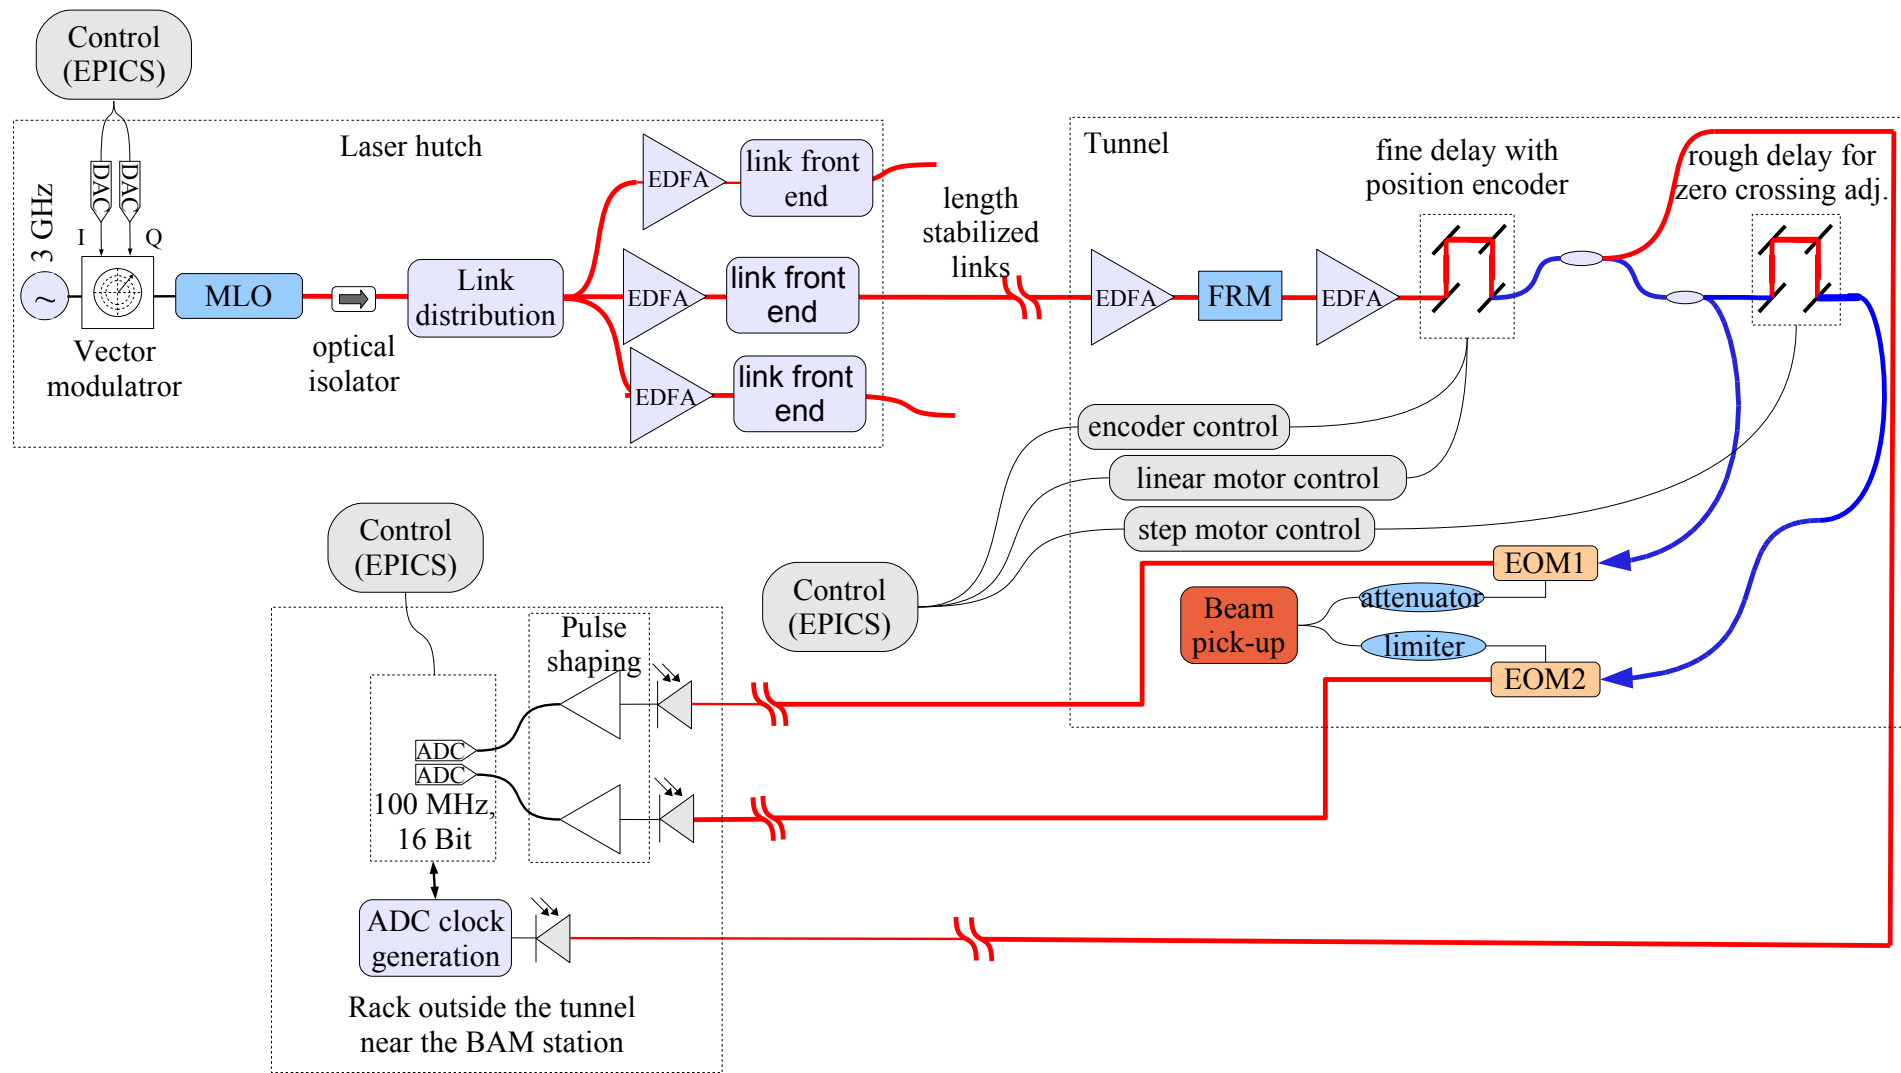 Control
(EPICS)
Laser hutch
3 GHz
DAC
DAC
I
Q
~
Vector
modulatror
MLO
optical
isolator
Link
distribution
EDFA
link front
end
EDFA
link front
end
EDFA
link front
end
length
stabilized
links
Tunnel
EDFA
FRM
EDFA
fine delay with
position encoder
rough delay for
zero crossing adj.
encoder control
linear motor control
step motor control
Control
(EPICS)
EOM1
attenuator
Beam
pick-up
limiter
EOM2
Control
(EPICS)
Pulse
shaping
ADC
ADC
100 MHz,
16 Bit
ADC clock
generation
Rack outside the tunnel
near the BAM station